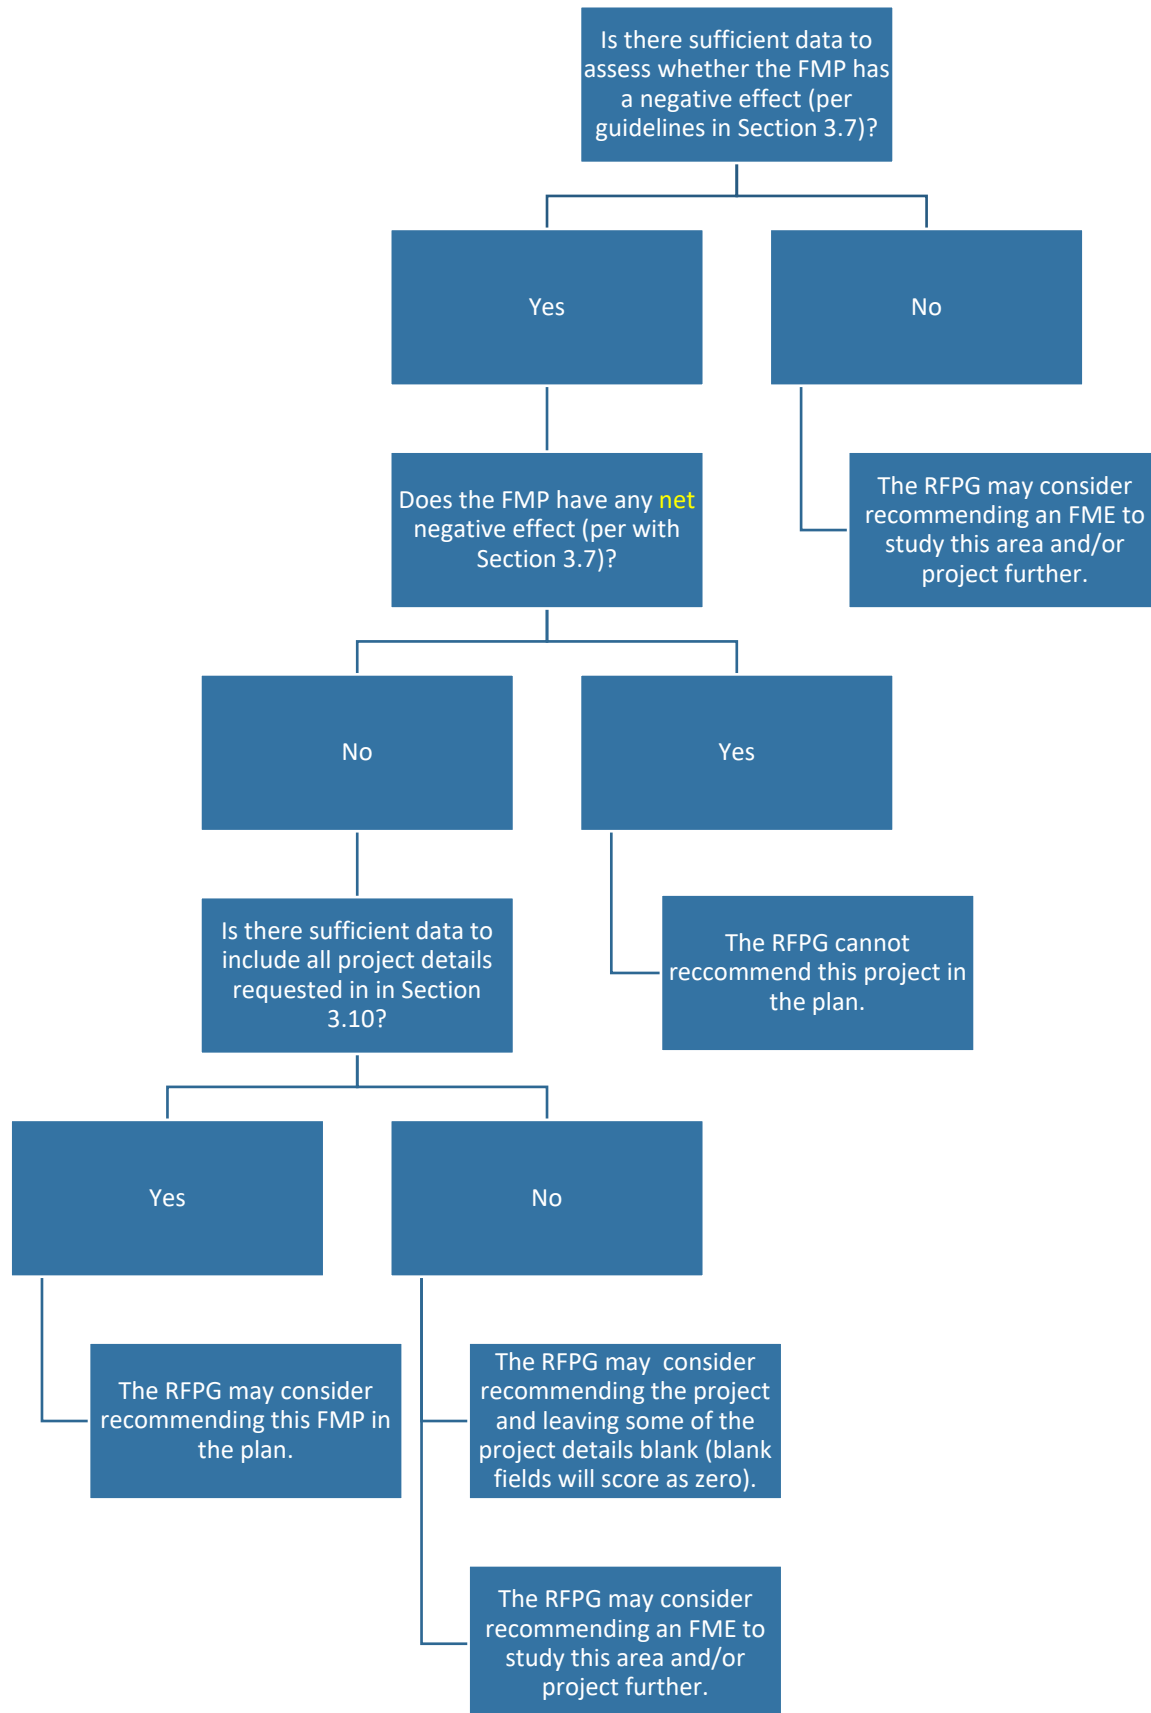 Is there sufficient data to
assess whether the FMP has
a negative effect (per
guidelines in Section 3.7)?
Yes
No
Does the FMP have any net
negative effect (per with
Section 3.7)?
The RFPG may consider
recommending an FME to
study this area and/or
project further.
No
Yes
Is there sufficient data to
include all project details
requested in in Section
3.10?
The RFPG cannot
reccommend this project in
the plan.
Yes
No
The RFPG may consider
recommending this FMP in
the plan.
The RFPG may  consider
recommending the project
and leaving some of the
project details blank (blank
fields will score as zero).
The RFPG may consider
recommending an FME to
study this area and/or
project further.